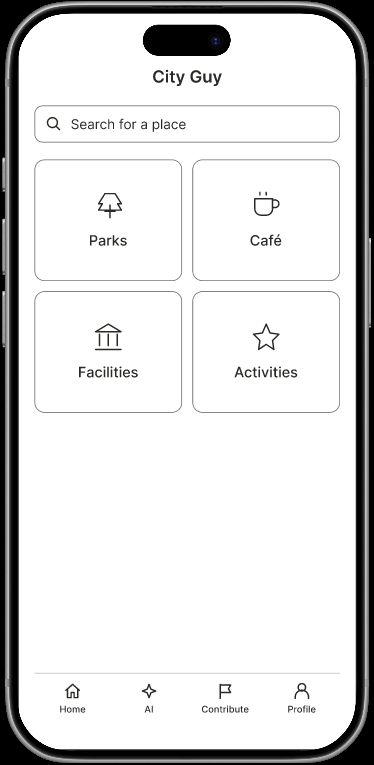 City Guy
Search for a place
Parks
Café
Facilities
Activities
Home
AI
Contribute
Profile